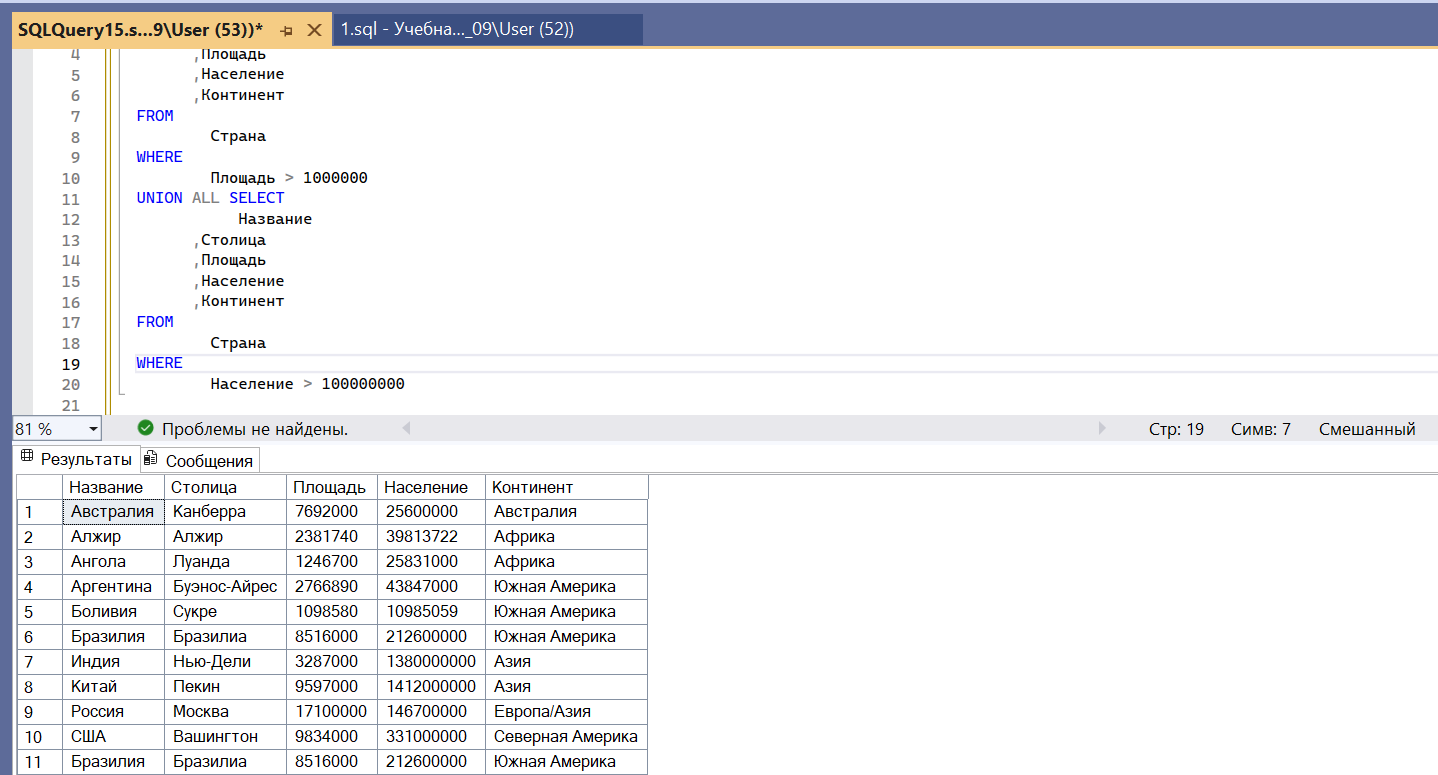 SQLQuery15.s...9\User (53))* 1.sql - Учебна..._09\User (52))
4 ,Площадь
5 ,Население
6 ,Континент
7 FROM
8 Страна
9 WHERE
10 Площадь > 1000000
11 UNION ALL SELECT
12 Название
13 ,Столица
14 ,Площадь
15 ,Население
16 ,Континент
17 FROM
18 Страна
19 WHERE
20 Население > 100000000
21
81 % Проблемы не найдены. Стр: 19 Симв: 7 Смешанный
Результаты Сообщения
Название Столица Площадь Население Континент
1 Австралия Канберра 7692000 25600000 Австралия
2 Алжир Алжир 2381740 39813722 Африка
3 Ангола Луанда 1246700 25831000 Африка
4 Аргентина Буэнос-Айрес 2766890 43847000 Южная Америка
5 Боливия Сукре 1098580 10985059 Южная Америка
6 Бразилия Бразилиа 8516000 212600000 Южная Америка
7 Индия Нью-Дели 3287000 1380000000 Азия
8 Китай Пекин 9597000 1412000000 Азия
9 Россия Москва 17100000 146700000 Европа/Азия
10 США Вашингтон 9834000 331000000 Северная Америка
11 Бразилия Бразилиа 8516000 212600000 Южная Америка